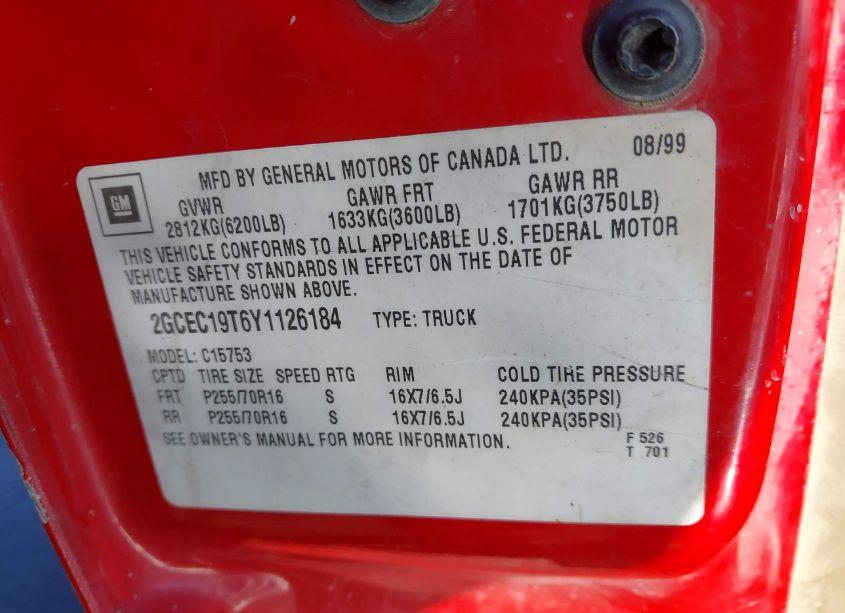 MFD BY GENERAL MOTORS OF CANADA LTD. 08/99
GM
GVWR GAWR FRT GAWR RR
2812KG(6200LB) 1633KG(3600LB) 1701KG(3750LB)
THIS VEHICLE CONFORMS TO ALL APPLICABLE U.S. FEDERAL MOTOR
VEHICLE SAFETY STANDARDS IN EFFECT ON THE DATE OF
MANUFACTURE SHOWN ABOVE.
2GCEC19T6Y1126184 TYPE: TRUCK
MODEL: C15753
CPTD TIRE SIZE SPEED RTG RIM COLD TIRE PRESSURE
FRT P255/70R16 S 16X7/6.5J 240KPA(35PSI)
RR P255/70R16 S 16X7/6.5J 240KPA(35PSI)
SEE OWNER'S MANUAL FOR MORE INFORMATION. F 526
T 701